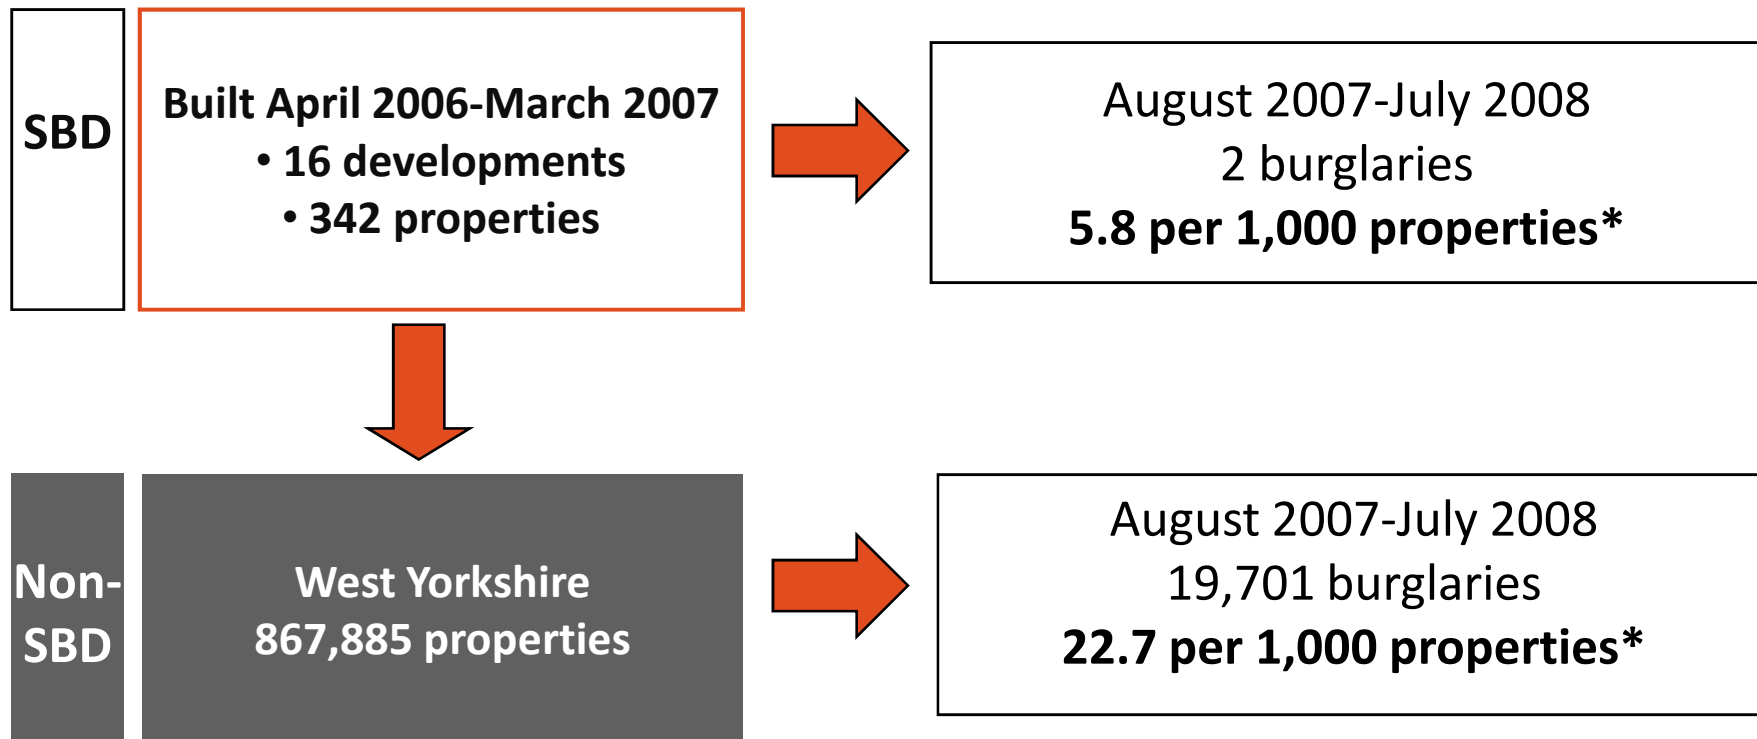 SBD
Built April 2006-March 2007
• 16 developments
• 342 properties
August 2007-July 2008
2 burglaries
5.8 per 1,000 properties*
Non-
SBD
West Yorkshire
867,885 properties
August 2007-July 2008
19,701 burglaries
22.7 per 1,000 properties*